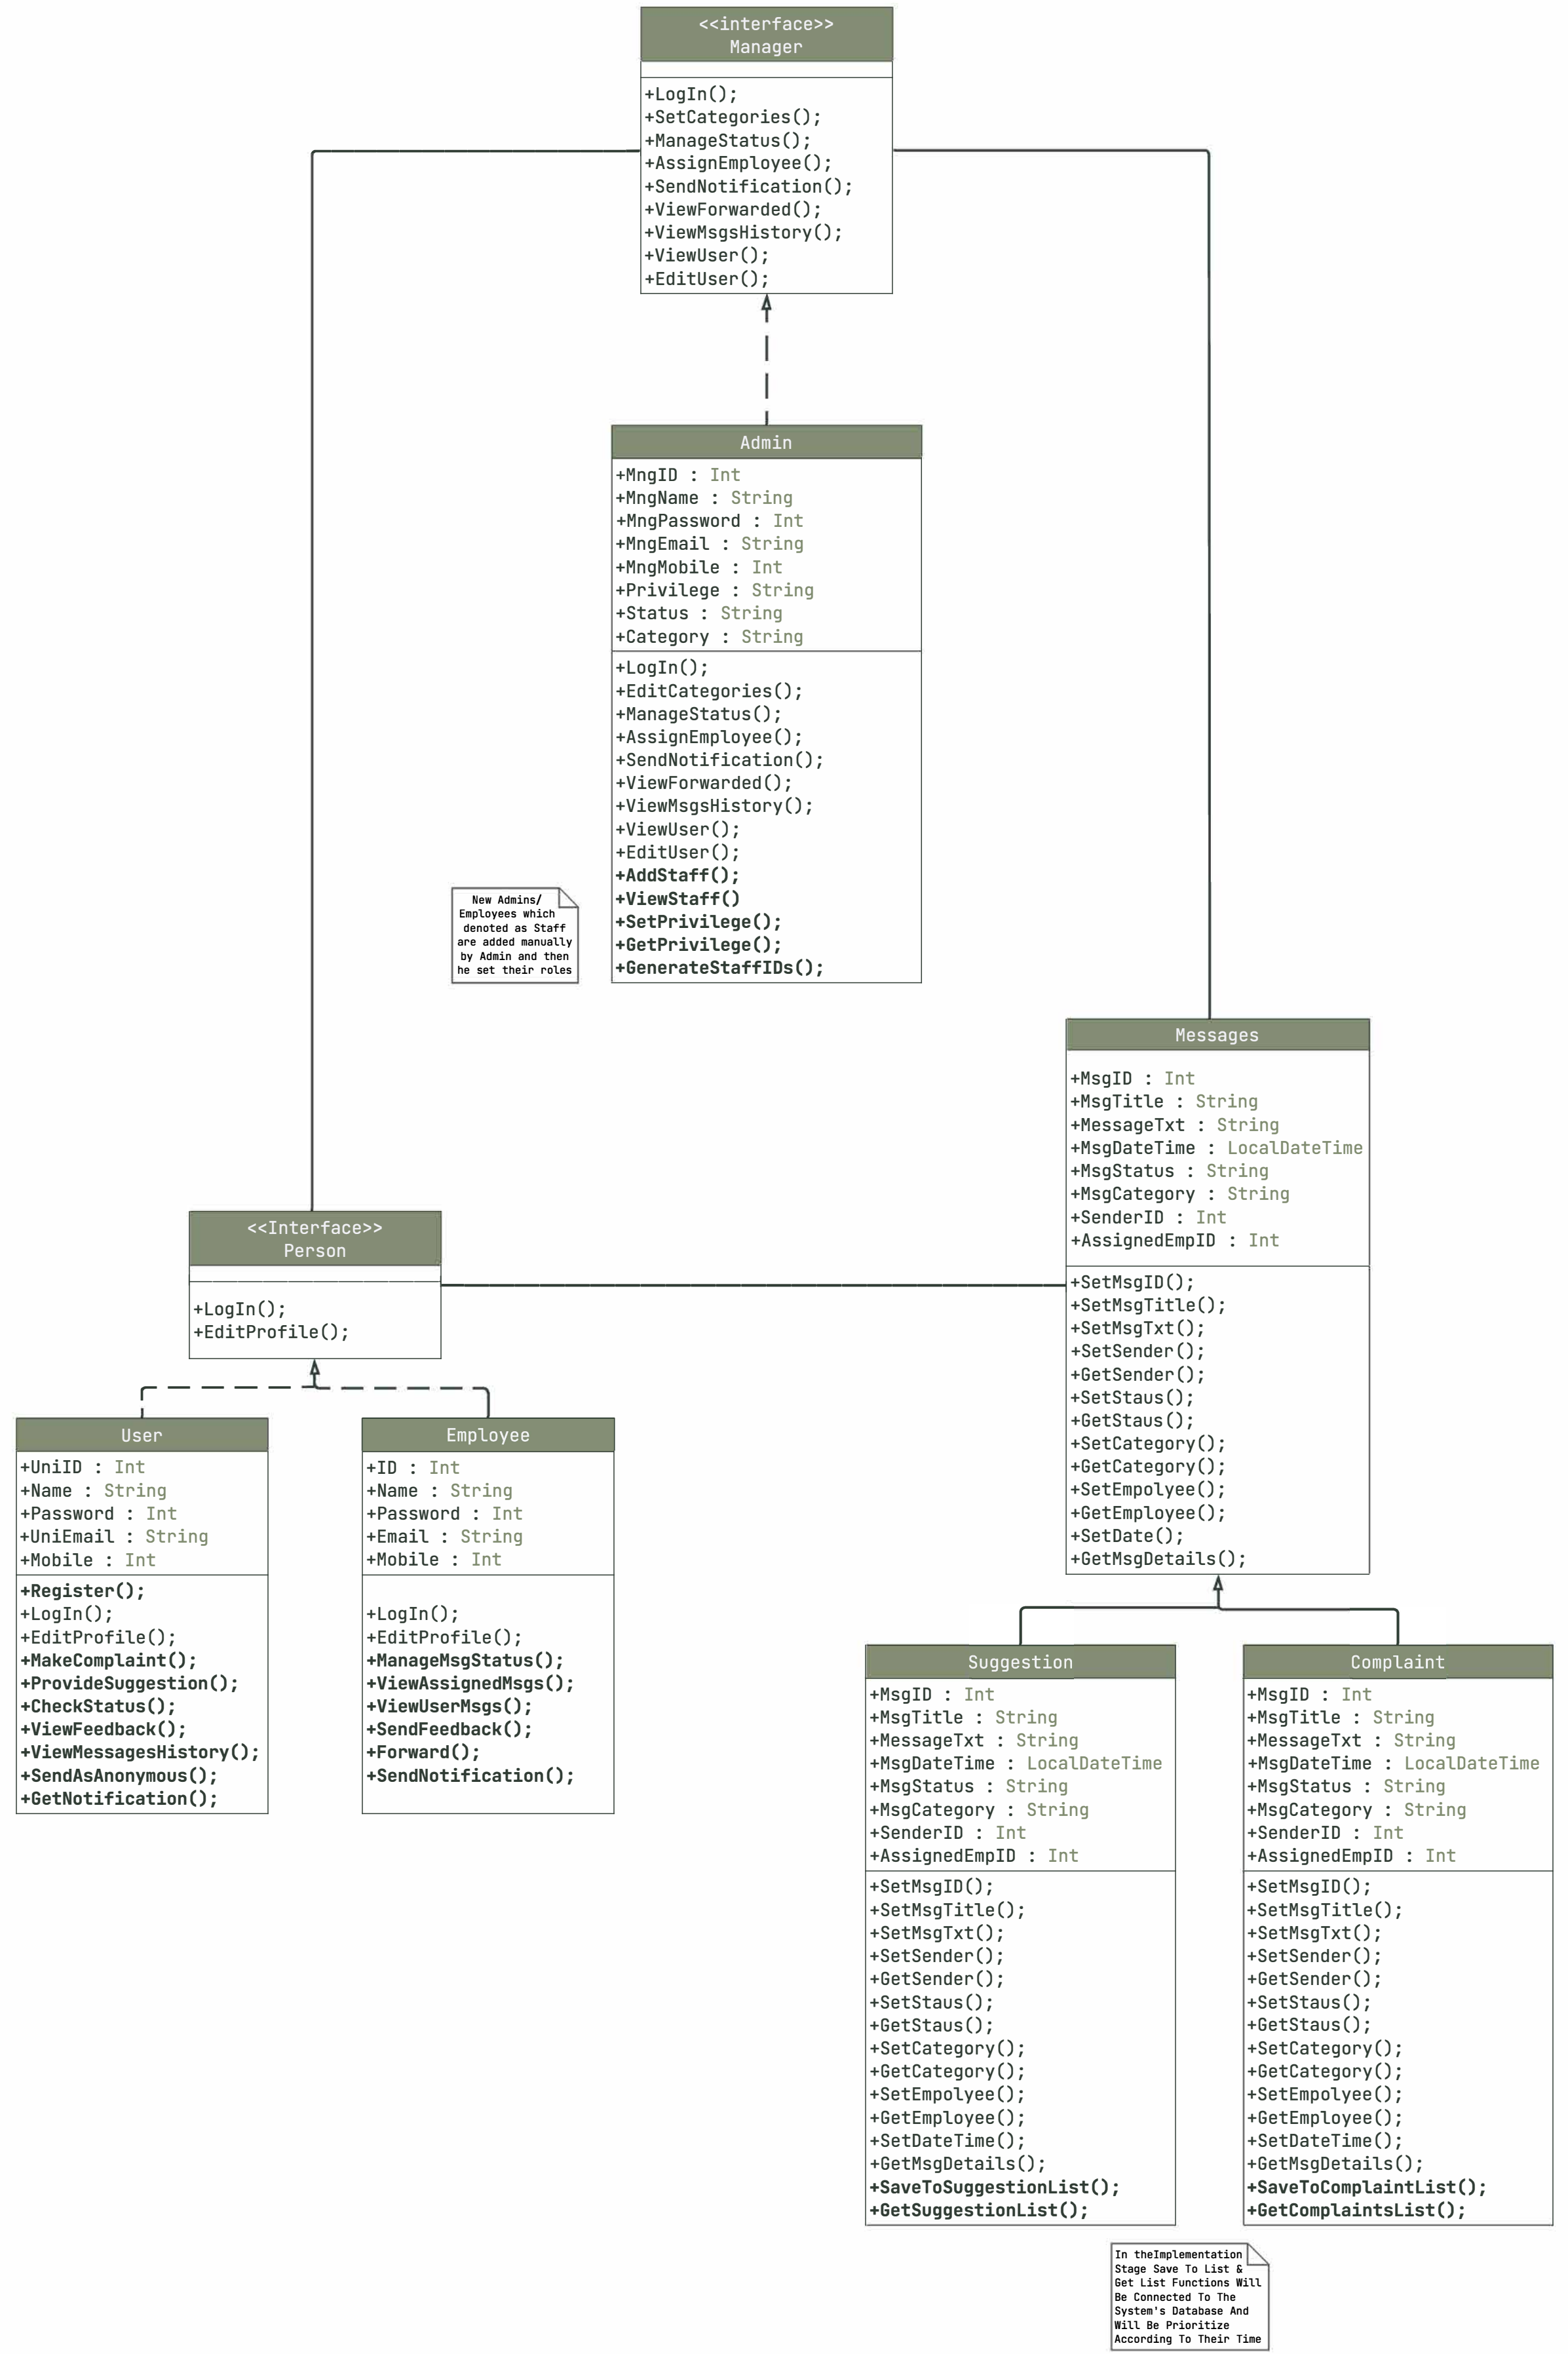 <<interface>>
Manager
+LogIn();
+SetCategories();
+ManageStatus();
+AssignEmployee();
+SendNotification();
+ViewForwarded();
+ViewMsgsHistory();
+ViewUser();
+EditUser();
Admin
+MngID : Int
+MngName : String
+MngPassword : Int
+MngEmail : String
+MngMobile : Int
+Privilege : String
+Status : String
+Category : String
+LogIn();
+EditCategories();
+ManageStatus();
+AssignEmployee();
+SendNotification();
+ViewForwarded();
+ViewMsgsHistory();
+ViewUser();
+EditUser();
+AddStaff();
+ViewStaff()
+SetPrivilege();
+GetPrivilege();
+GenerateStaffIDs();
New Admins/
Employees which
denoted as Staff
are added manually
by Admin and then
he set their roles
Messages
+MsgID : Int
+MsgTitle : String
+MessageTxt : String
+MsgDateTime : LocalDateTime
+MsgStatus : String
+MsgCategory : String
+SenderID : Int
+AssignedEmpID : Int
+SetMsgID();
+SetMsgTitle();
+SetMsgTxt();
+SetSender();
+GetSender();
+SetStaus();
+GetStaus();
+SetCategory();
+GetCategory();
+SetEmpolyee();
+GetEmployee();
+SetDate();
+GetMsgDetails();
<<Interface>>
Person
+LogIn();
+EditProfile();
User
+UniID : Int
+Name : String
+Password : Int
+UniEmail : String
+Mobile : Int
+Register();
+LogIn();
+EditProfile();
+MakeComplaint();
+ProvideSuggestion();
+CheckStatus();
+ViewFeedback();
+ViewMessagesHistory();
+SendAsAnonymous();
+GetNotification();
Employee
+ID : Int
+Name : String
+Password : Int
+Email : String
+Mobile : Int
+LogIn();
+EditProfile();
+ManageMsgStatus();
+ViewAssignedMsgs();
+ViewUserMsgs();
+SendFeedback();
+Forward();
+SendNotification();
Suggestion
+MsgID : Int
+MsgTitle : String
+MessageTxt : String
+MsgDateTime : LocalDateTime
+MsgStatus : String
+MsgCategory : String
+SenderID : Int
+AssignedEmpID : Int
+SetMsgID();
+SetMsgTitle();
+SetMsgTxt();
+SetSender();
+GetSender();
+SetStaus();
+GetStaus();
+SetCategory();
+GetCategory();
+SetEmpolyee();
+GetEmployee();
+SetDateTime();
+GetMsgDetails();
+SaveToSuggestionList();
+GetSuggestionList();
Complaint
+MsgID : Int
+MsgTitle : String
+MessageTxt : String
+MsgDateTime : LocalDateTime
+MsgStatus : String
+MsgCategory : String
+SenderID : Int
+AssignedEmpID : Int
+SetMsgID();
+SetMsgTitle();
+SetMsgTxt();
+SetSender();
+GetSender();
+SetStaus();
+GetStaus();
+SetCategory();
+GetCategory();
+SetEmpolyee();
+GetEmployee();
+SetDateTime();
+GetMsgDetails();
+SaveToComplaintList();
+GetComplaintsList();
In theImplementation
Stage Save To List &
Get List Functions Will
Be Connected To The
System's Database And
Will Be Prioritize
According To Their Time